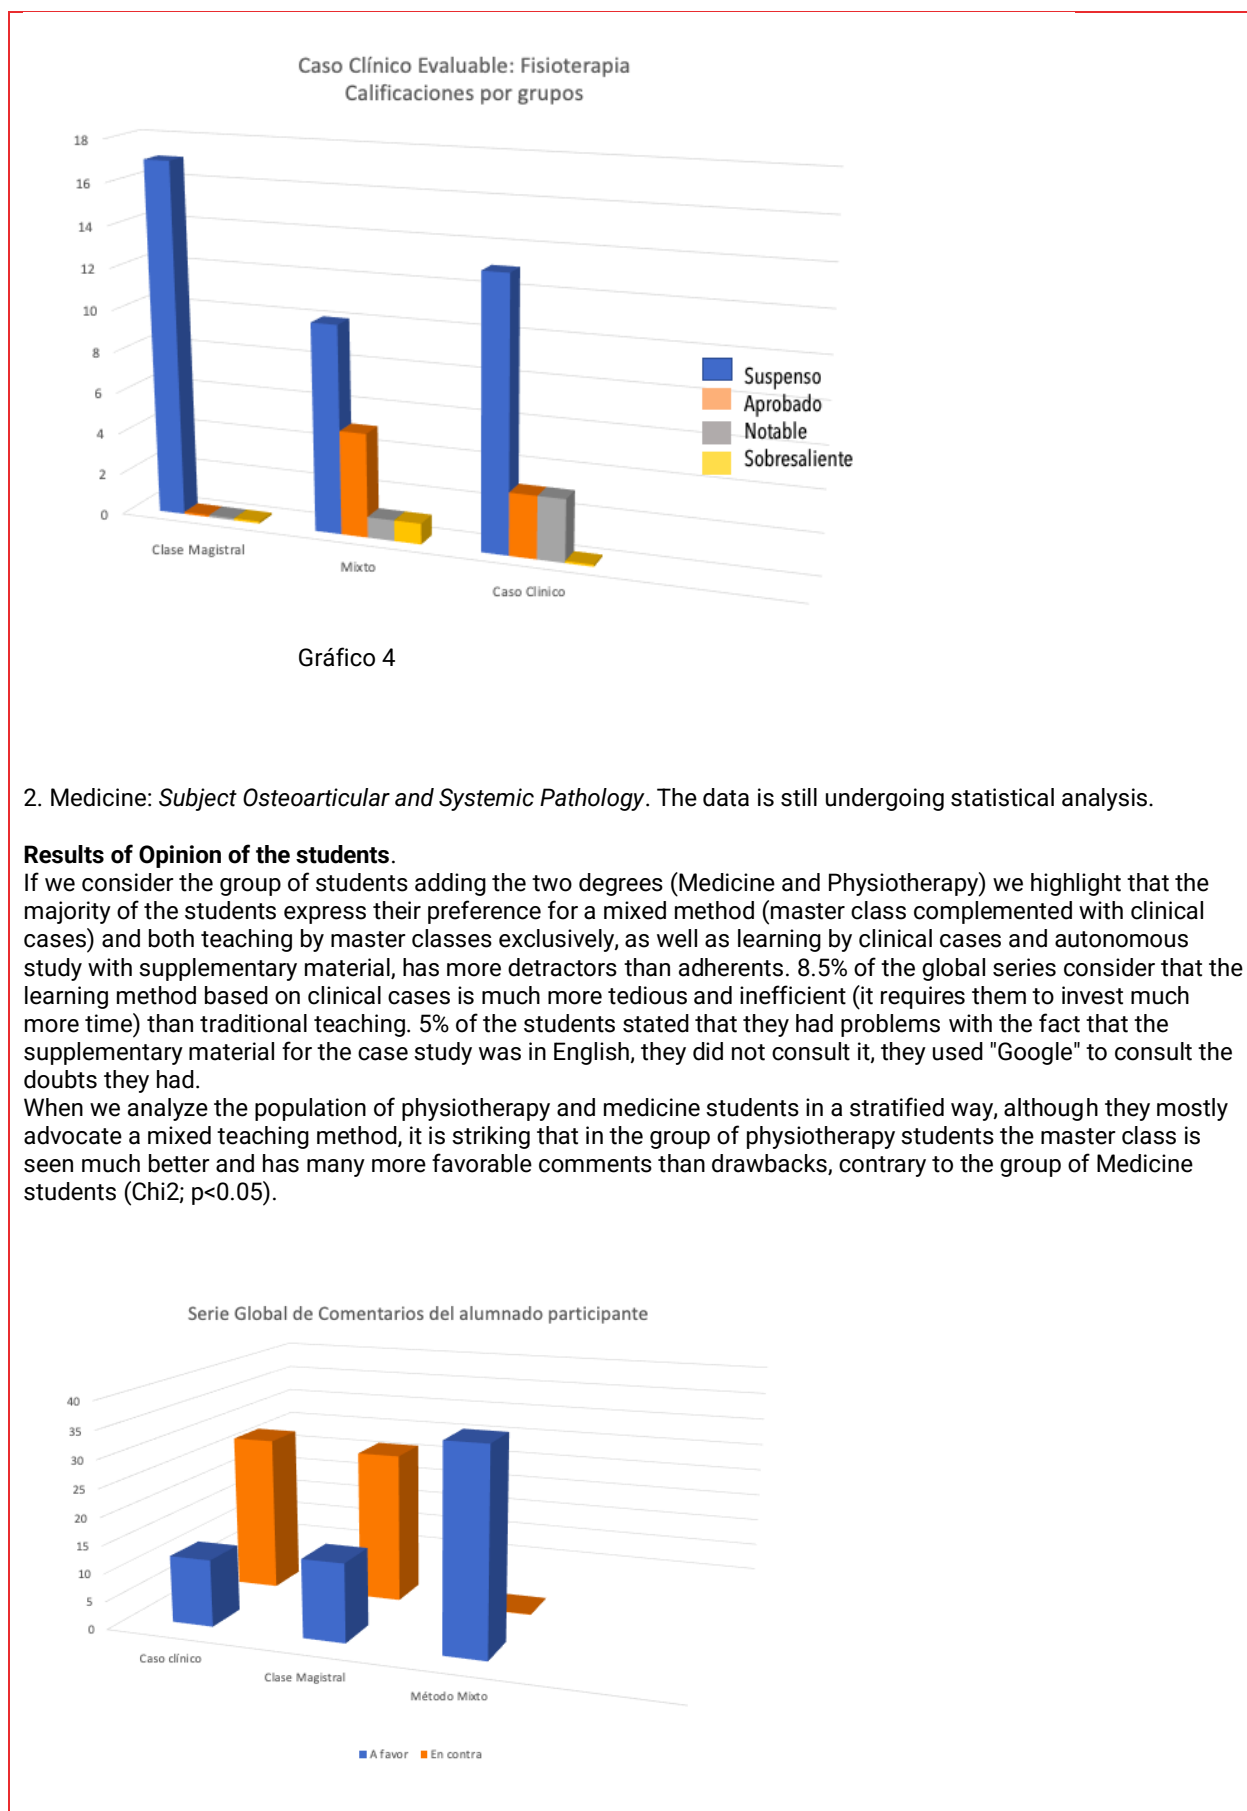 Caso Clínico Evaluable: Fisioterapia
Calificaciones por grupos
18
16
14
12
10
8
6
4
2
0
Clase Magistral
Mixto
Caso Clinico
Suspenso
Aprobado
Notable
Sobresaliente
Gráfico 4
2. Medicine: Subject Osteoarticular and Systemic Pathology. The data is still undergoing statistical analysis.
Results of Opinion of the students.
If we consider the group of students adding the two degrees (Medicine and Physiotherapy) we highlight that the
majority of the students express their preference for a mixed method (master class complemented with clinical
cases) and both teaching by master classes exclusively, as well as learning by clinical cases and autonomous
study with supplementary material, has more detractors than adherents. 8.5% of the global series consider that the
learning method based on clinical cases is much more tedious and inefficient (it requires them to invest much
more time) than traditional teaching. 5% of the students stated that they had problems with the fact that the
supplementary material for the case study was in English, they did not consult it, they used "Google" to consult the
doubts they had.
When we analyze the population of physiotherapy and medicine students in a stratified way, although they mostly
advocate a mixed teaching method, it is striking that in the group of physiotherapy students the master class is
seen much better and has many more favorable comments than drawbacks, contrary to the group of Medicine
students (Chi2; p<0.05).
Serie Global de Comentarios del alumnado participante
40
35
30
25
20
15
10
5
0
Caso clínico
Clase Magistral
Método Mixto
A favor En contra